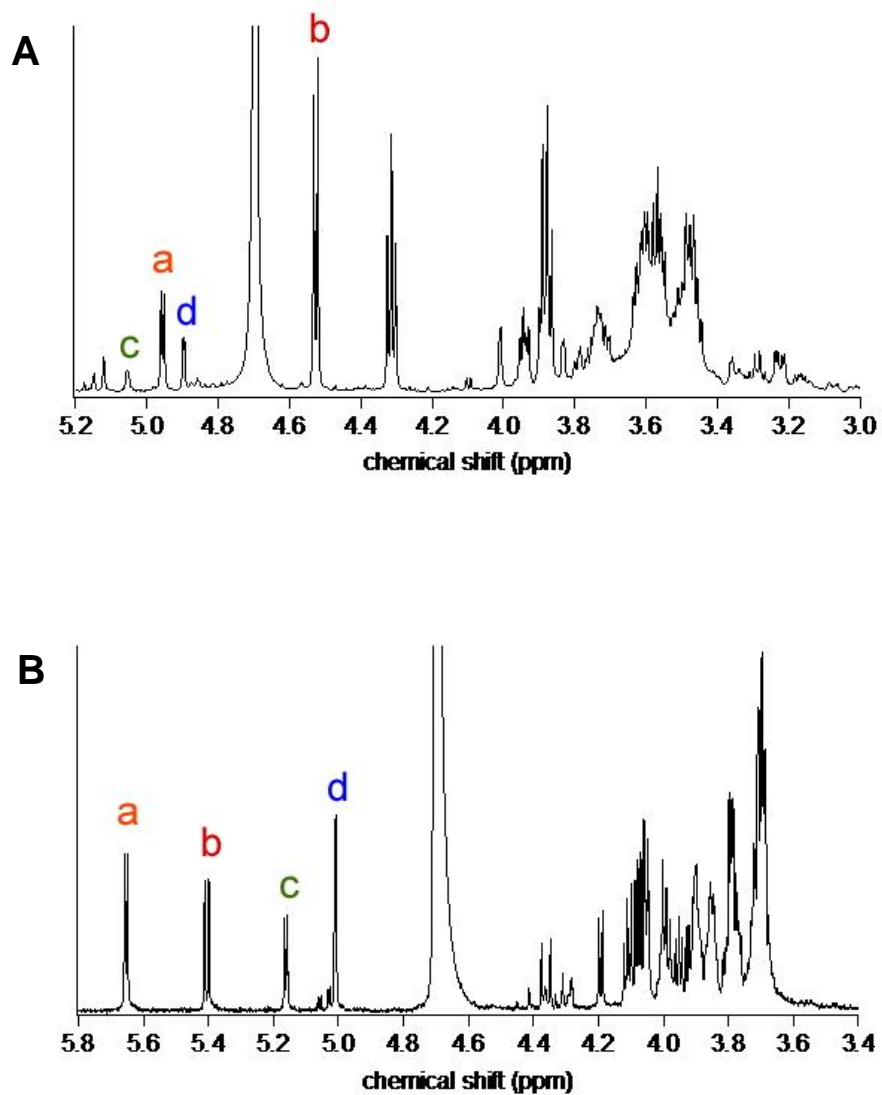 A
b
a
d
c
5.2 5.0 4.8 4.6 4.4 4.2 4.0 3.8 3.6 3.4 3.2 3.0
chemical shift (ppm)
B
d
a
b
c
5.8 5.6 5.4 5.2 5.0 4.8 4.6 4.4 4.2 4.0 3.8 3.6 3.4
chemical shift (ppm)